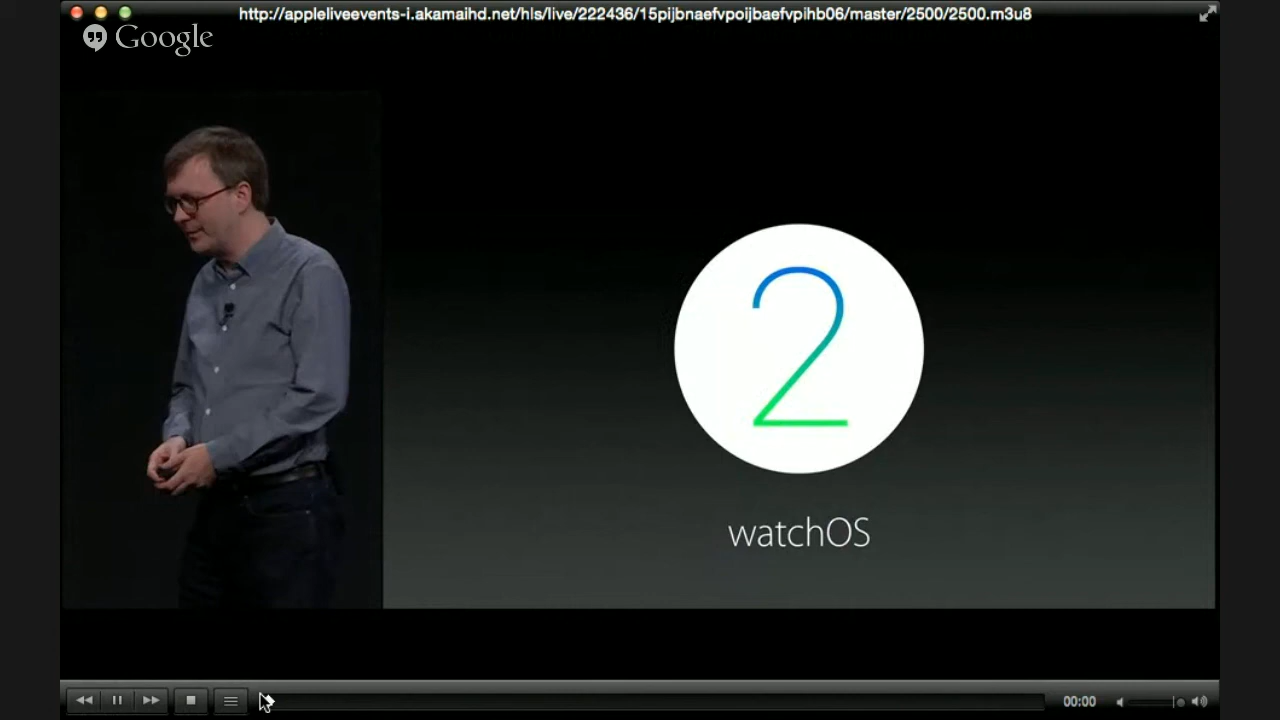 http://appleliveevents-i.akamaihd.net/hls/live/222436/15pijbnaefvpoijbaefvpihb06/master/2500/2500.m3u8
Google
2
watchOS
00:00